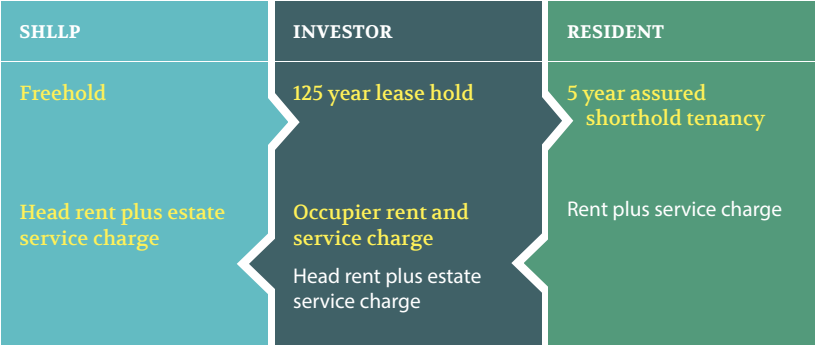 SHLLP
Freehold
Head rent plus estate
service charge
INVESTOR
125 year lease hold
Occupier rent and
service charge
Head rent plus estate
service charge
RESIDENT
5 year assured
shorthold tenancy
Rent plus service charge